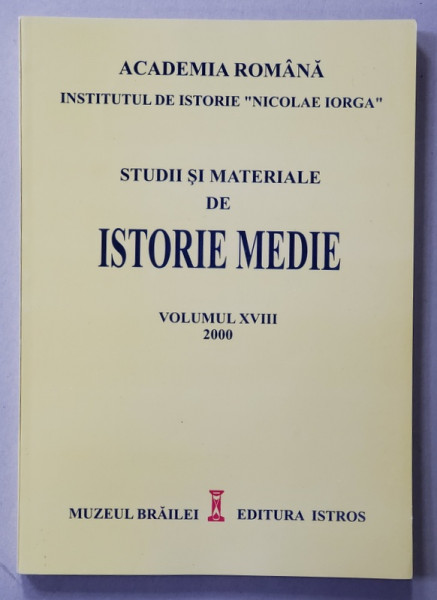 ACADEMIA ROMÂNĂ
INSTITUTUL DE ISTORIE "NICOLAE IORGA"
STUDII ȘI MATERIALE
DE
ISTORIE MEDIE
VOLUMUL XVIII
2000
MUZEUL BRĂILEI EDITURA ISTROS